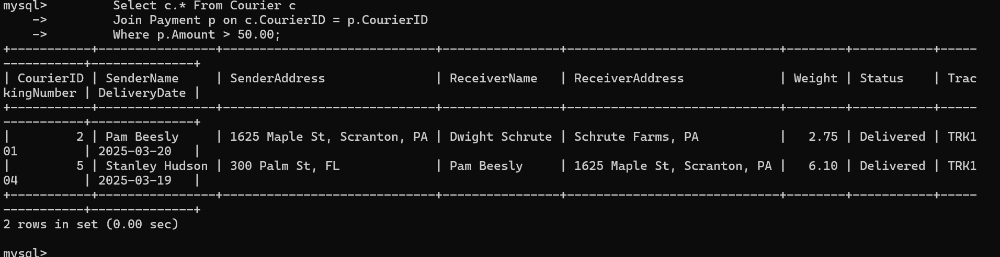 mysql>         Select c.* From Courier c
    ->         Join Payment p on c.CourierID = p.CourierID
    ->         Where p.Amount > 50.00;
+-----------+----------------+-----------------------------+----------------+-----------------------------+--------+-----------+-----
-----------+--------------+
| CourierID | SenderName     | SenderAddress               | ReceiverName   | ReceiverAddress             | Weight | Status    | Trac
kingNumber | DeliveryDate |
+-----------+----------------+-----------------------------+----------------+-----------------------------+--------+-----------+-----
-----------+--------------+
|         2 | Pam Beesly     | 1625 Maple St, Scranton, PA | Dwight Schrute | Schrute Farms, PA           |   2.75 | Delivered | TRK1
01         | 2025-03-20   |
|         5 | Stanley Hudson | 300 Palm St, FL             | Pam Beesly     | 1625 Maple St, Scranton, PA |   6.10 | Delivered | TRK1
04         | 2025-03-19   |
+-----------+----------------+-----------------------------+----------------+-----------------------------+--------+-----------+-----
-----------+--------------+
2 rows in set (0.00 sec)

mysql>